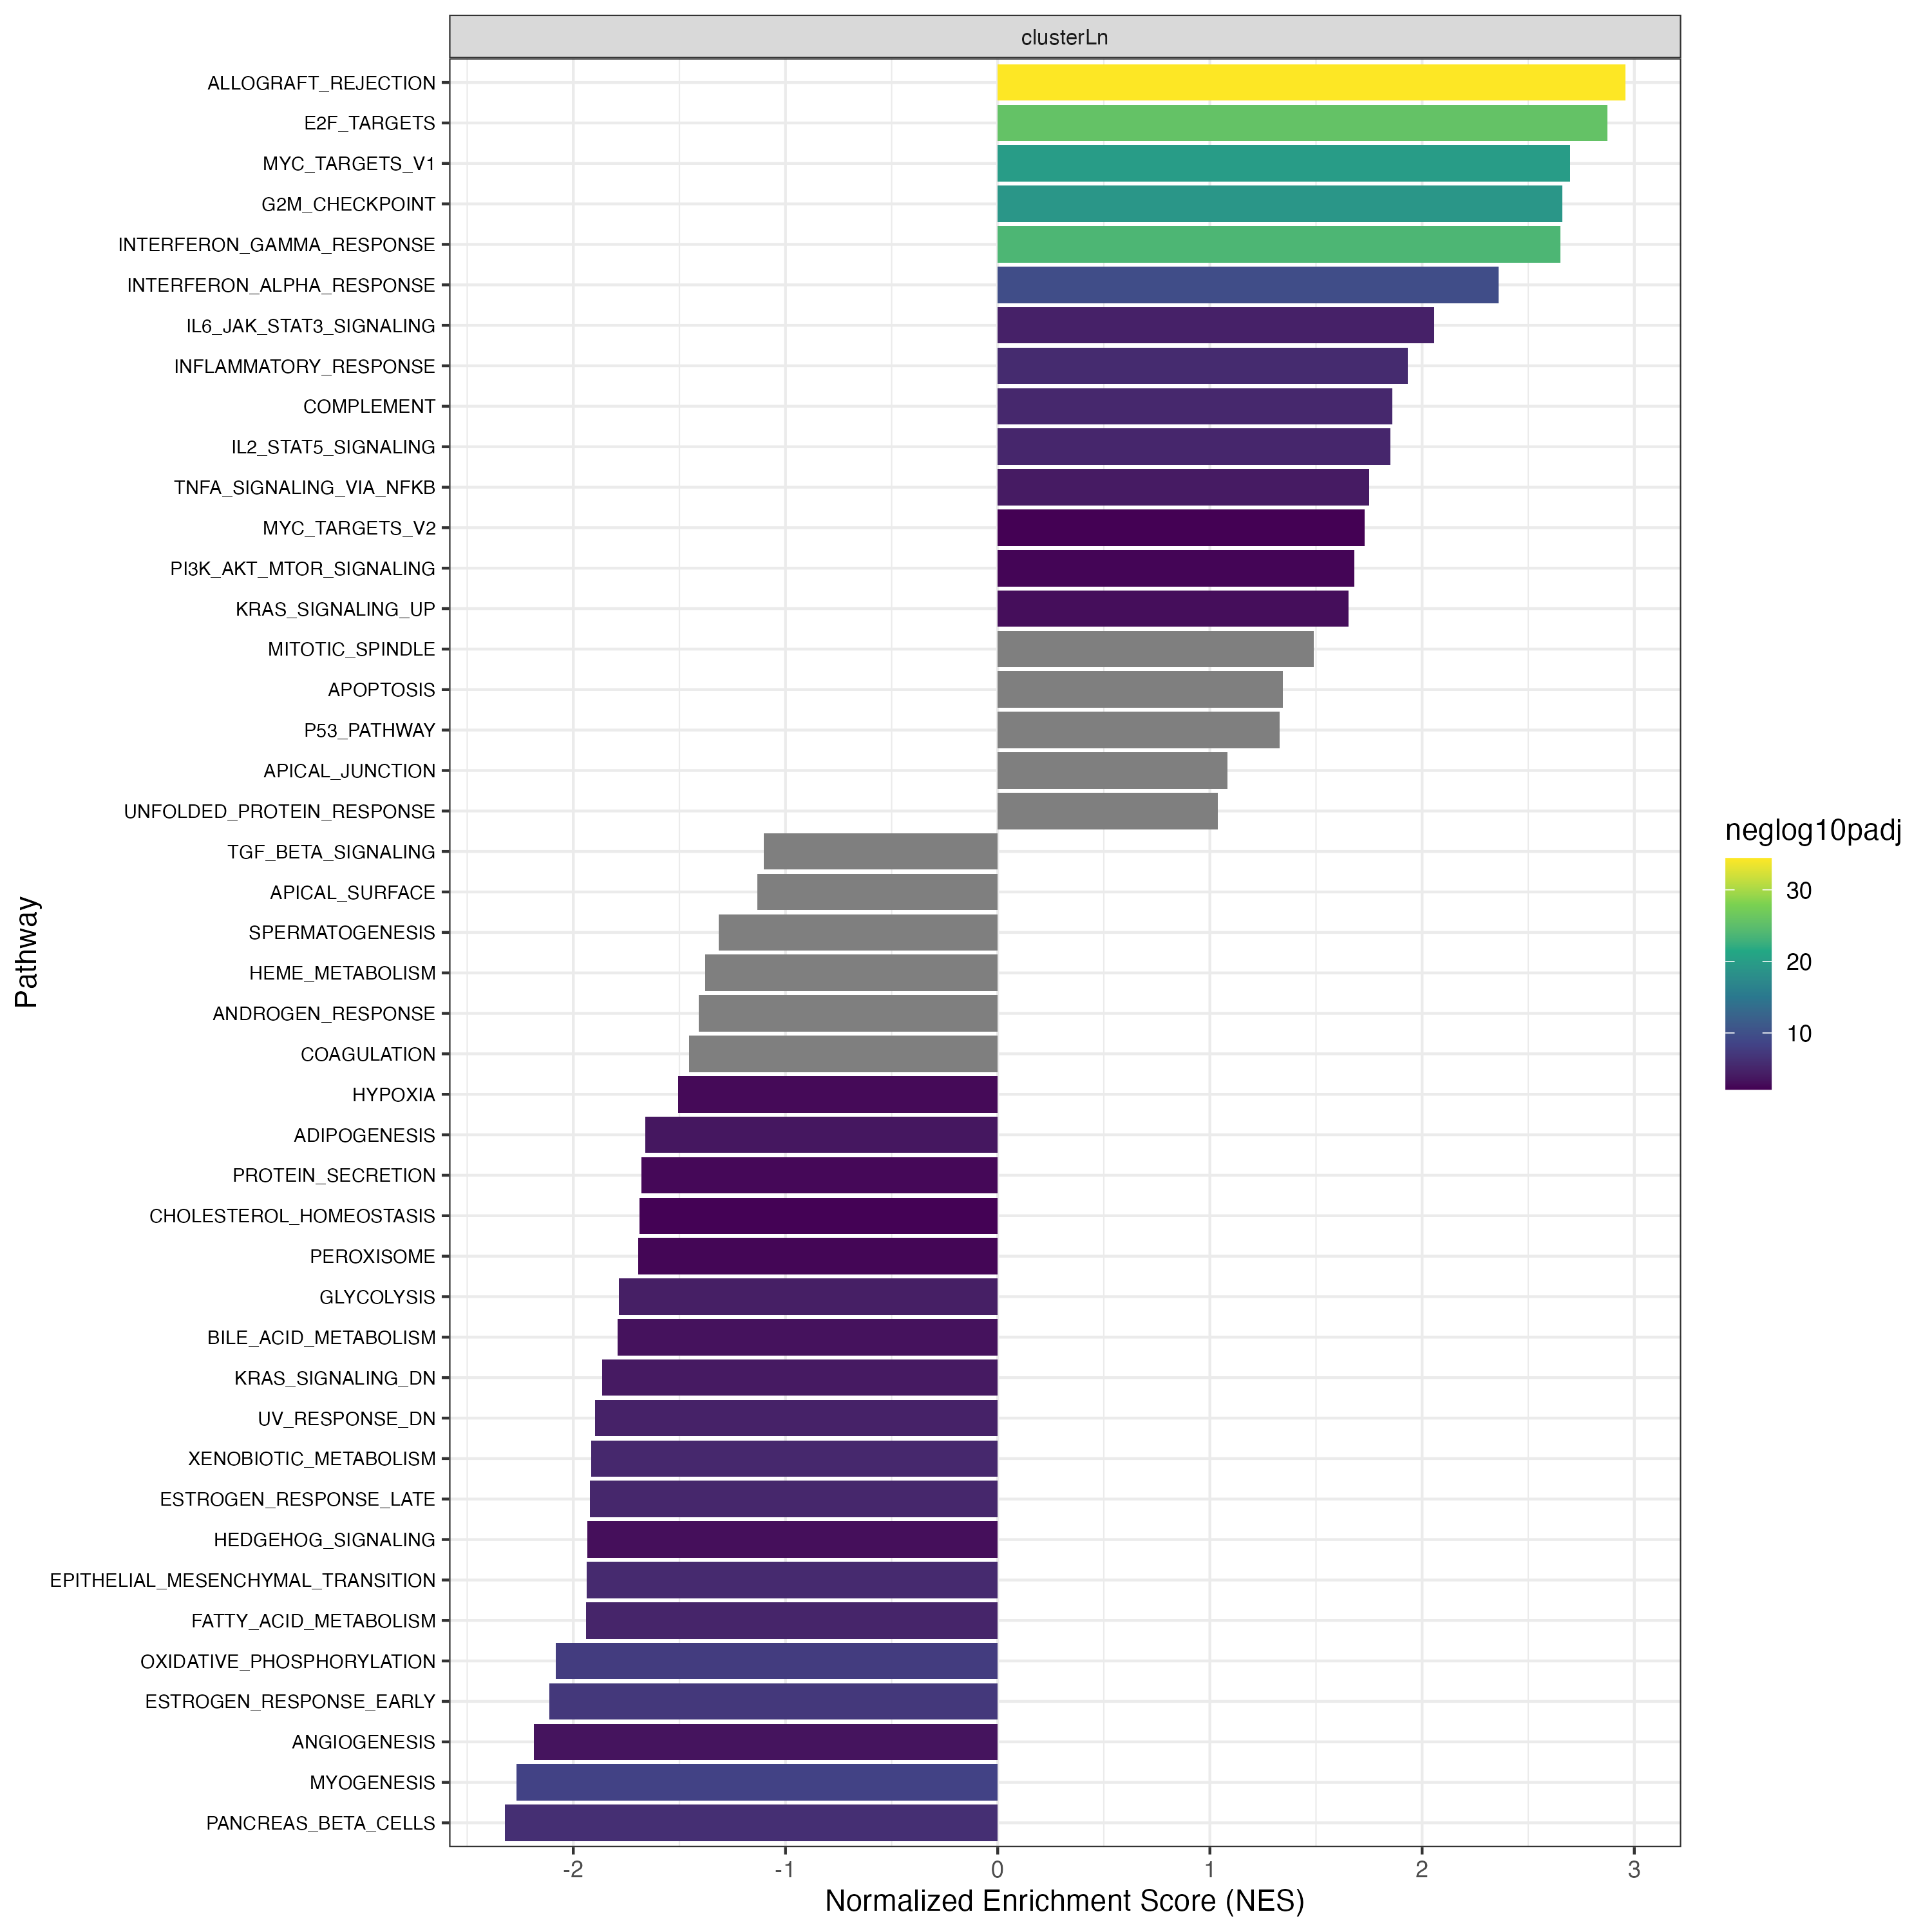 clusterLn
ALLOGRAFT_REJECTION
E2F_TARGETS
MYC_TARGETS_V1
G2M_CHECKPOINT
INTERFERON_GAMMA_RESPONSE
INTERFERON_ALPHA_RESPONSE
IL6_JAK_STAT3_SIGNALING
INFLAMMATORY_RESPONSE
COMPLEMENT
IL2_STAT5_SIGNALING
TNFA_SIGNALING_VIA_NFKB
MYC_TARGETS_V2
PI3K_AKT_MTOR_SIGNALING
KRAS_SIGNALING_UP
MITOTIC_SPINDLE
APOPTOSIS
P53_PATHWAY
APICAL_JUNCTION
UNFOLDED_PROTEIN_RESPONSE
TGF_BETA_SIGNALING
APICAL_SURFACE
SPERMATOGENESIS
HEME_METABOLISM
ANDROGEN_RESPONSE
COAGULATION
HYPOXIA
ADIPOGENESIS
PROTEIN_SECRETION
CHOLESTEROL_HOMEOSTASIS
PEROXISOME
GLYCOLYSIS
BILE_ACID_METABOLISM
KRAS_SIGNALING_DN
UV_RESPONSE_DN
XENOBIOTIC_METABOLISM
ESTROGEN_RESPONSE_LATE
HEDGEHOG_SIGNALING
EPITHELIAL_MESENCHYMAL_TRANSITION
FATTY_ACID_METABOLISM
OXIDATIVE_PHOSPHORYLATION
ESTROGEN_RESPONSE_EARLY
ANGIOGENESIS
MYOGENESIS
PANCREAS_BETA_CELLS
Pathway
-2 -1 0 1 2 3
Normalized Enrichment Score (NES)
neglog10padj
30
20
10